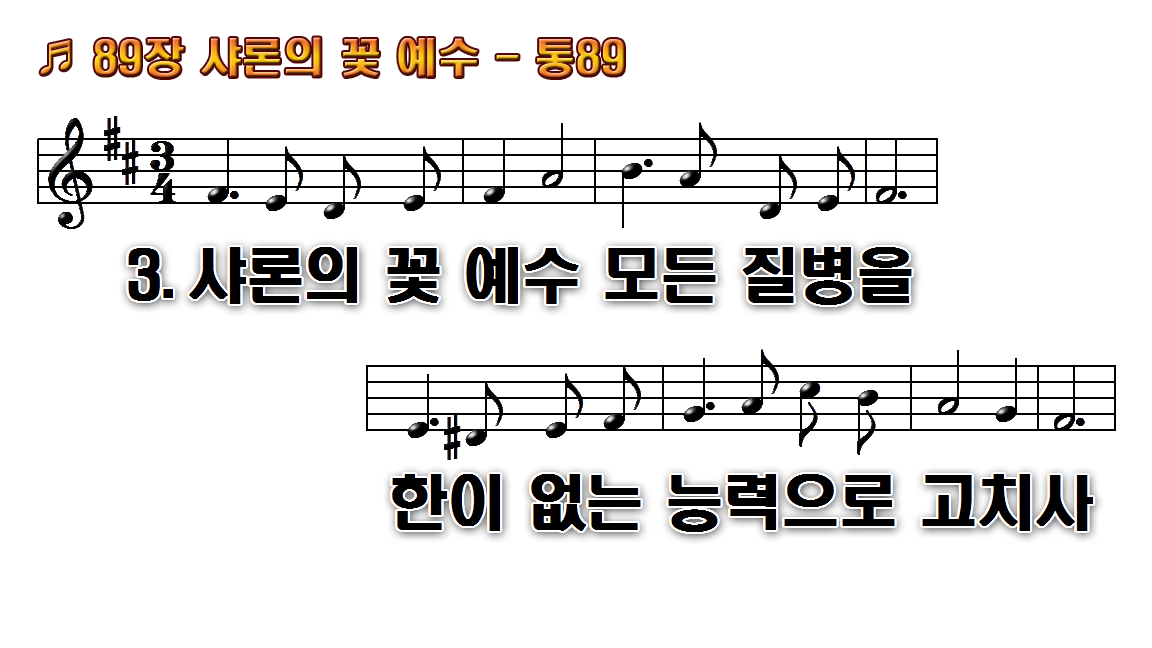 ♬ 89장 샤론의 꽃 예수 - 통89
3. 샤론의 꽃 예수 모든 질병을
한이 없는 능력으로 고치사